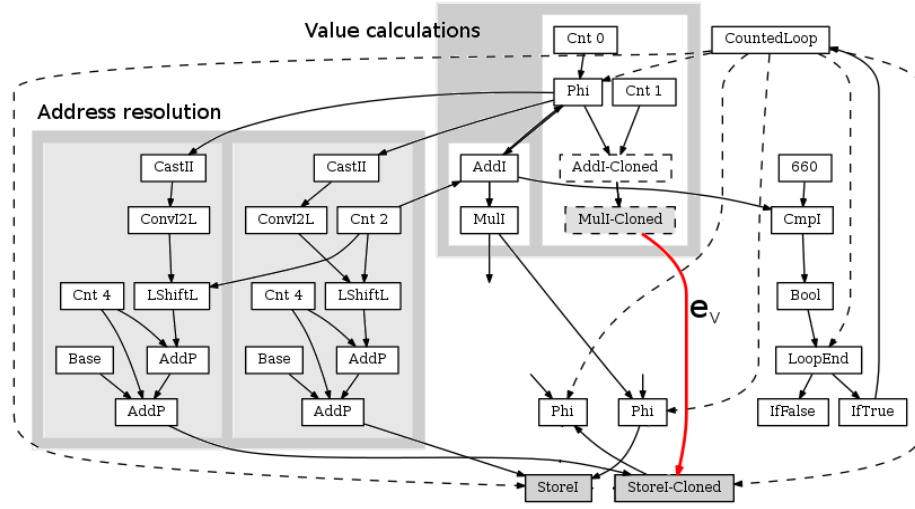 Value calculations
Cnt 0
CountedLoop
Phi
Cnt 1
Address resolution
CastII
CastII
AddI
AddI-Cloned
660
ConvI2L
ConvI2L
Cnt 2
MulI
MulI-Cloned
CmpI
Cnt 4
LShiftL
Cnt 4
LShiftL
Bool
e_V
Base
AddP
Base
AddP
LoopEnd
AddP
AddP
Phi
Phi
IfFalse
IfTrue
StoreI
StoreI-Cloned